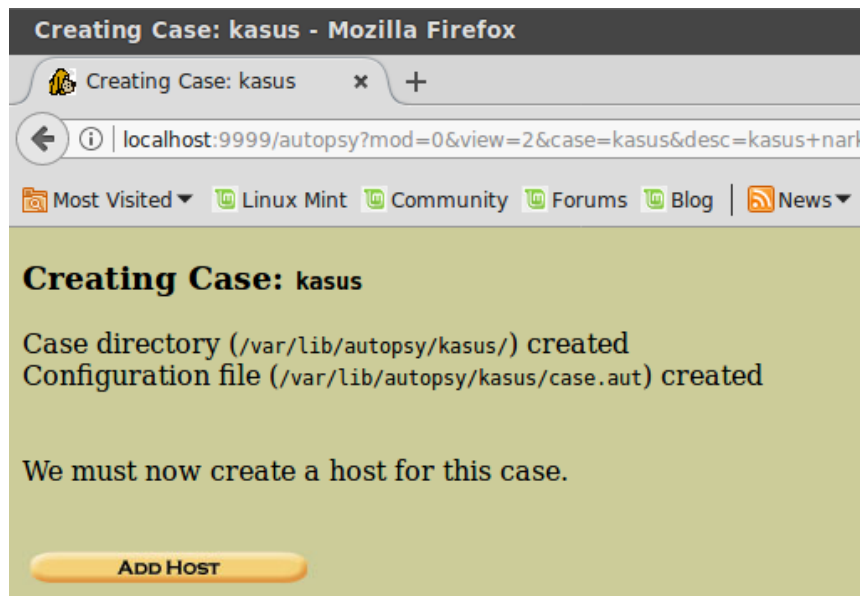 Creating Case: kasus - Mozilla Firefox
Creating Case: kasus × +
localhost:9999/autopsy?mod=0&view=2&case=kasus&desc=kasus+nark
Most Visited Linux Mint Community Forums Blog News
Creating Case: kasus
Case directory (/var/lib/autopsy/kasus/) created
Configuration file (/var/lib/autopsy/kasus/case.aut) created
We must now create a host for this case.
ADD HOST